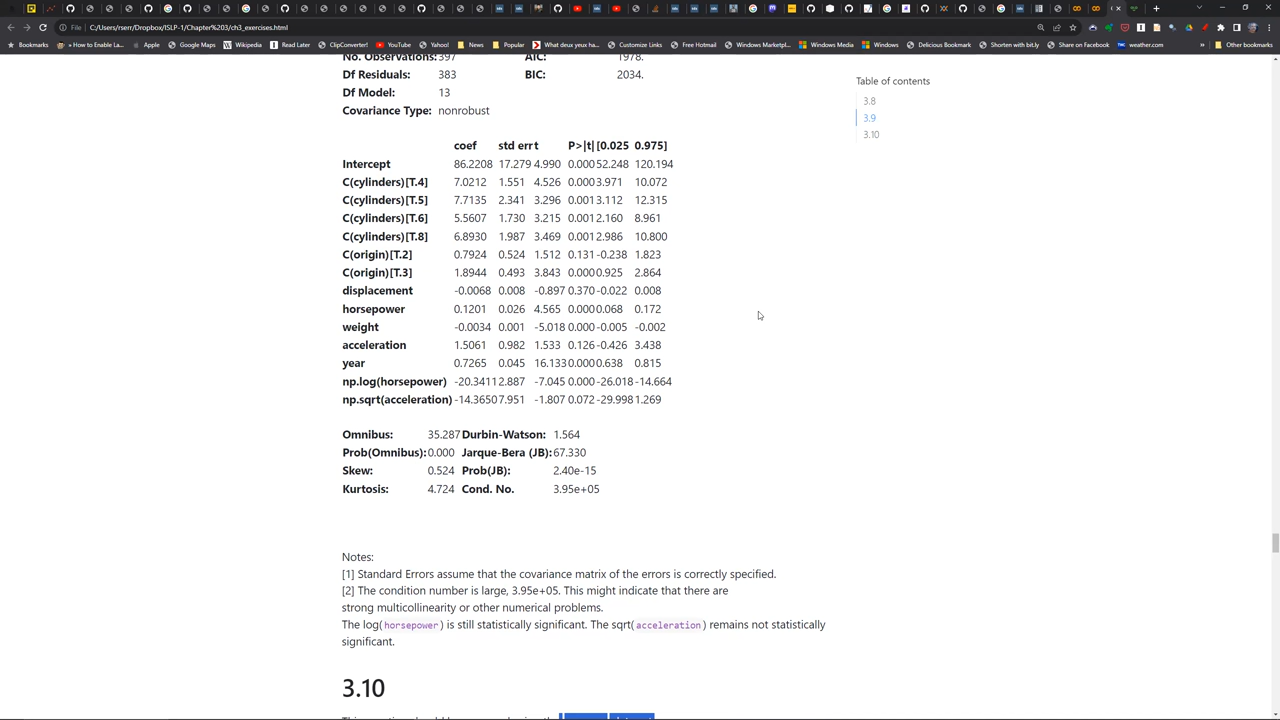 File | C:/Users/rserr/Dropbox/ISLP-1/Chapter%203/ch3_exercises.html
Bookmarks How to Enable La... Apple Google Maps Wikipedia Read Later ClipConverter! YouTube Yahoo! News Popular What deux yeux ha... Customize Links Free Hotmail Windows Marketpl... Windows Media Windows Delicious Bookmark Shorten with bit.ly Share on Facebook weather.com » Other bookmarks
No. Observations: 397 AIC: 1978.
Df Residuals: 383 BIC: 2034.
Df Model: 13
Covariance Type: nonrobust
coef std err t P>|t| [0.025 0.975]
Intercept 86.2208 17.279 4.990 0.000 52.248 120.194
C(cylinders)[T.4] 7.0212 1.551 4.526 0.000 3.971 10.072
C(cylinders)[T.5] 7.7135 2.341 3.296 0.001 3.112 12.315
C(cylinders)[T.6] 5.5607 1.730 3.215 0.001 2.160 8.961
C(cylinders)[T.8] 6.8930 1.987 3.469 0.001 2.986 10.800
C(origin)[T.2] 0.7924 0.524 1.512 0.131 -0.238 1.823
C(origin)[T.3] 1.8944 0.493 3.843 0.000 0.925 2.864
displacement -0.0068 0.008 -0.897 0.370 -0.022 0.008
horsepower 0.1201 0.026 4.565 0.000 0.068 0.172
weight -0.0034 0.001 -5.018 0.000 -0.005 -0.002
acceleration 1.5061 0.982 1.533 0.126 -0.426 3.438
year 0.7265 0.045 16.133 0.000 0.638 0.815
np.log(horsepower) -20.3411 2.887 -7.045 0.000 -26.018 -14.664
np.sqrt(acceleration) -14.3650 7.951 -1.807 0.072 -29.998 1.269
Omnibus: 35.287 Durbin-Watson: 1.564
Prob(Omnibus): 0.000 Jarque-Bera (JB): 67.330
Skew: 0.524 Prob(JB): 2.40e-15
Kurtosis: 4.724 Cond. No. 3.95e+05
Notes:
[1] Standard Errors assume that the covariance matrix of the errors is correctly specified.
[2] The condition number is large, 3.95e+05. This might indicate that there are
strong multicollinearity or other numerical problems.
The log(horsepower) is still statistically significant. The sqrt(acceleration) remains not statistically
significant.
3.10
Table of contents
3.8
3.9
3.10